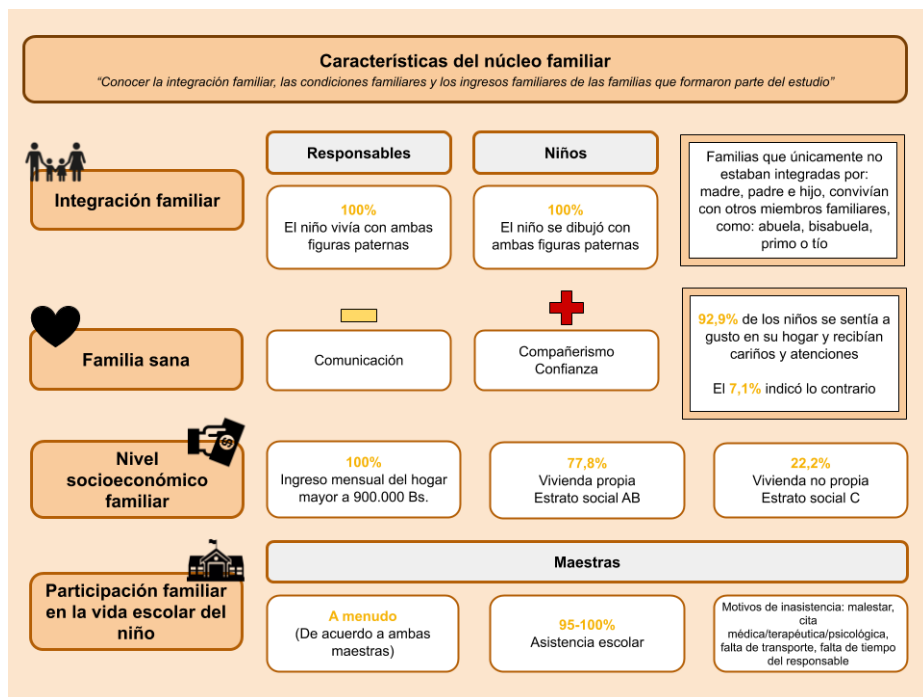 Características del núcleo familiar
“Conocer la integración familiar, las condiciones familiares y los ingresos familiares de las familias que formaron parte del estudio”
Integración familiar
Responsables
100%
El niño vivía con ambas
figuras paternas
Niños
100%
El niño se dibujó con
ambas figuras paternas
Familias que únicamente no
estaban integradas por:
madre, padre e hijo, convivían
con otros miembros familiares,
como: abuela, bisabuela,
primo o tío
Familia sana
Comunicación
Compañerismo
Confianza
92,9% de los niños se sentía a
gusto en su hogar y recibían
cariños y atenciones
El 7,1% indicó lo contrario
Nivel
socioeconómico
familiar
100%
Ingreso mensual del hogar
mayor a 900.000 Bs.
77,8%
Vivienda propia
Estrato social AB
22,2%
Vivienda no propia
Estrato social C
Participación familiar
en la vida escolar del
niño
Maestras
A menudo
(De acuerdo a ambas
maestras)
95-100%
Asistencia escolar
Motivos de inasistencia: malestar,
cita
médica/terapéutica/psicológica,
falta de transporte, falta de tiempo
del responsable